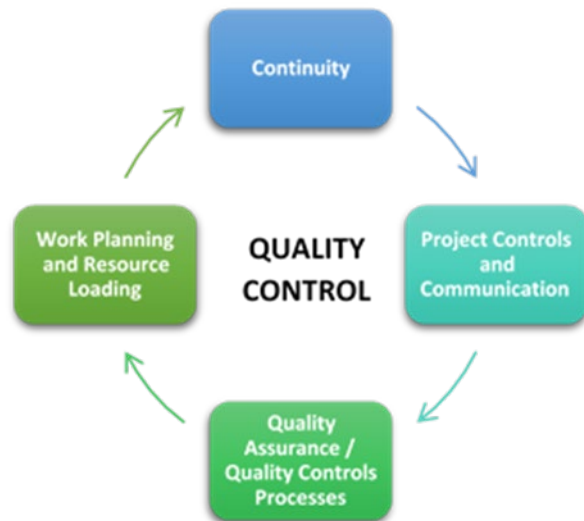 Continuity
Work Planning
and Resource
Loading
QUALITY
CONTROL
Project Controls
and
Communication
Quality
Assurance /
Quality Controls
Processes